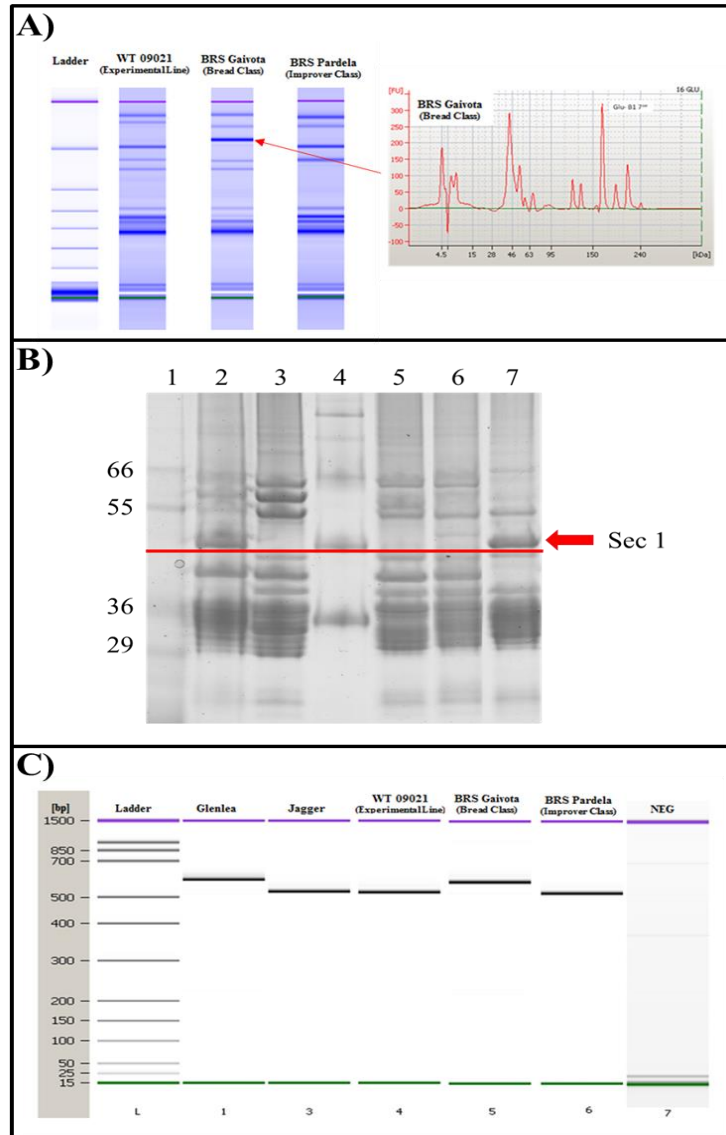 A)
Ladder
WT 09021
(Experimental Line)
BRS Gaivota
(Bread Class)
BRS Pardela
(Improver Class)
[FU]
BRS Gaivota
(Bread Class)
16 GLU
Glu- B1 7ᵒᵉ
300
250
200
150
100
50
0
-50
-100
4.5 15 28 46 63 95 150 240 [kDa]
B)
1 2 3 4 5 6 7
66
55
36
29
Sec 1
C)
[bp]
Ladder
Glenlea
Jagger
WT 09021
(Experimental Line)
BRS Gaivota
(Bread Class)
BRS Pardela
(Improver Class)
NEG
1500
850
700
500
400
300
200
150
100
50
25
15
L 1 3 4 5 6 7